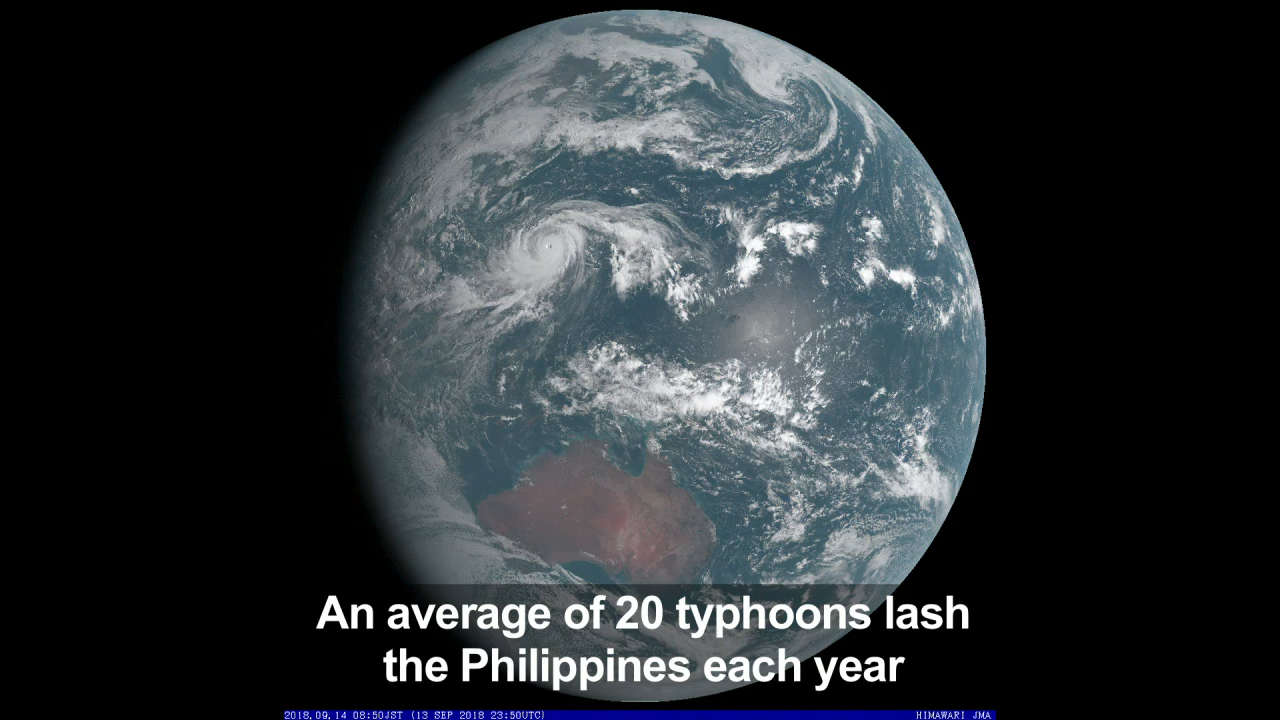 An average of 20 typhoons lash
the Philippines each year
2018.09.14 08:50JST (13 SEP 2018 23:50UTC) HIMAWARI JMA